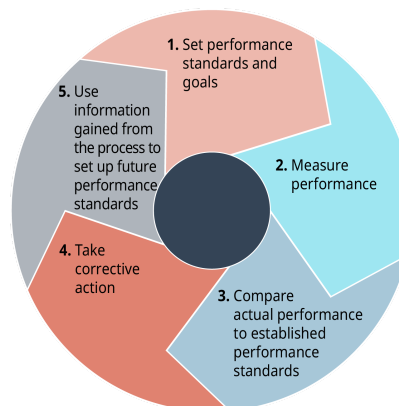 1. Set performance
standards and
goals
2. Measure
performance
3. Compare
actual performance
to established
performance
standards
4. Take
corrective
action
5. Use
information
gained from
the process to
set up future
performance
standards